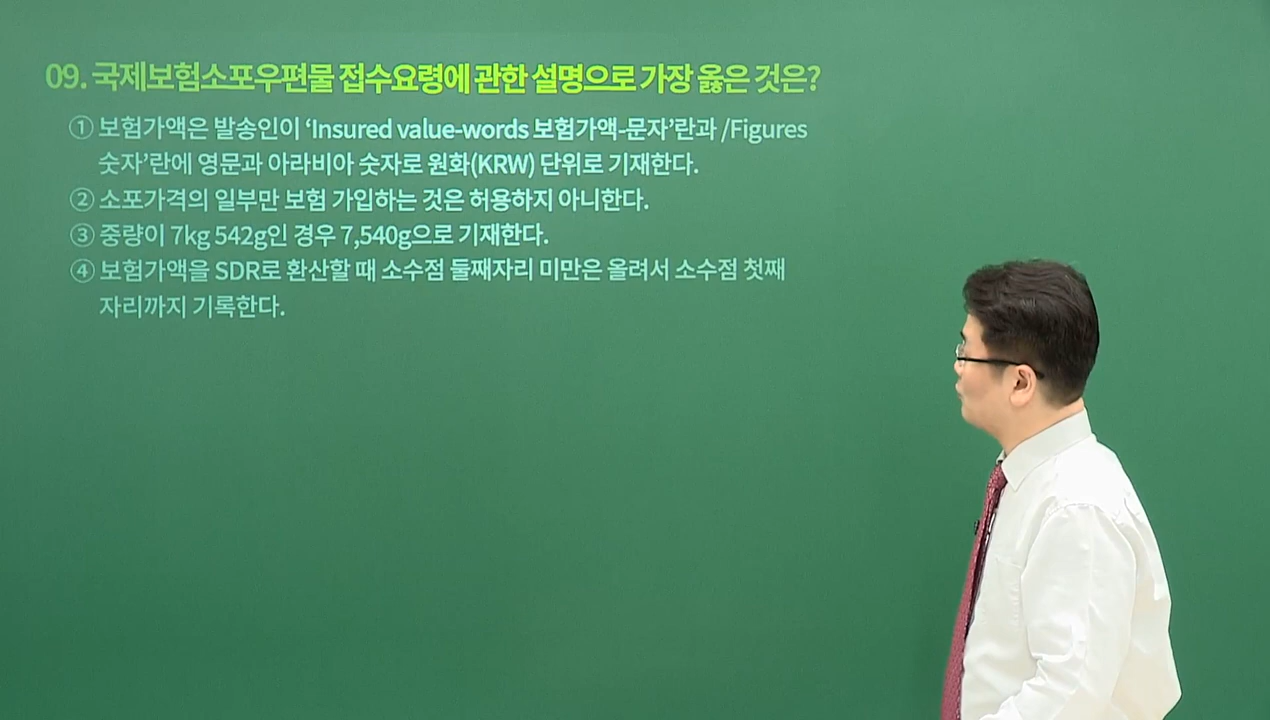 09. 국제보험소포우편물 접수요령에 관한 설명으로 가장 옳은 것은?
① 보험가액은 발송인이 ‘Insured value-words 보험가액-문자’란과 /Figures
숫자’란에 영문과 아라비아 숫자로 원화(KRW) 단위로 기재한다.
② 소포가격의 일부만 보험 가입하는 것은 허용하지 아니한다.
③ 중량이 7kg 542g인 경우 7,540g으로 기재한다.
④ 보험가액을 SDR로 환산할 때 소수점 둘째자리 미만은 올려서 소수점 첫째
자리까지 기록한다.